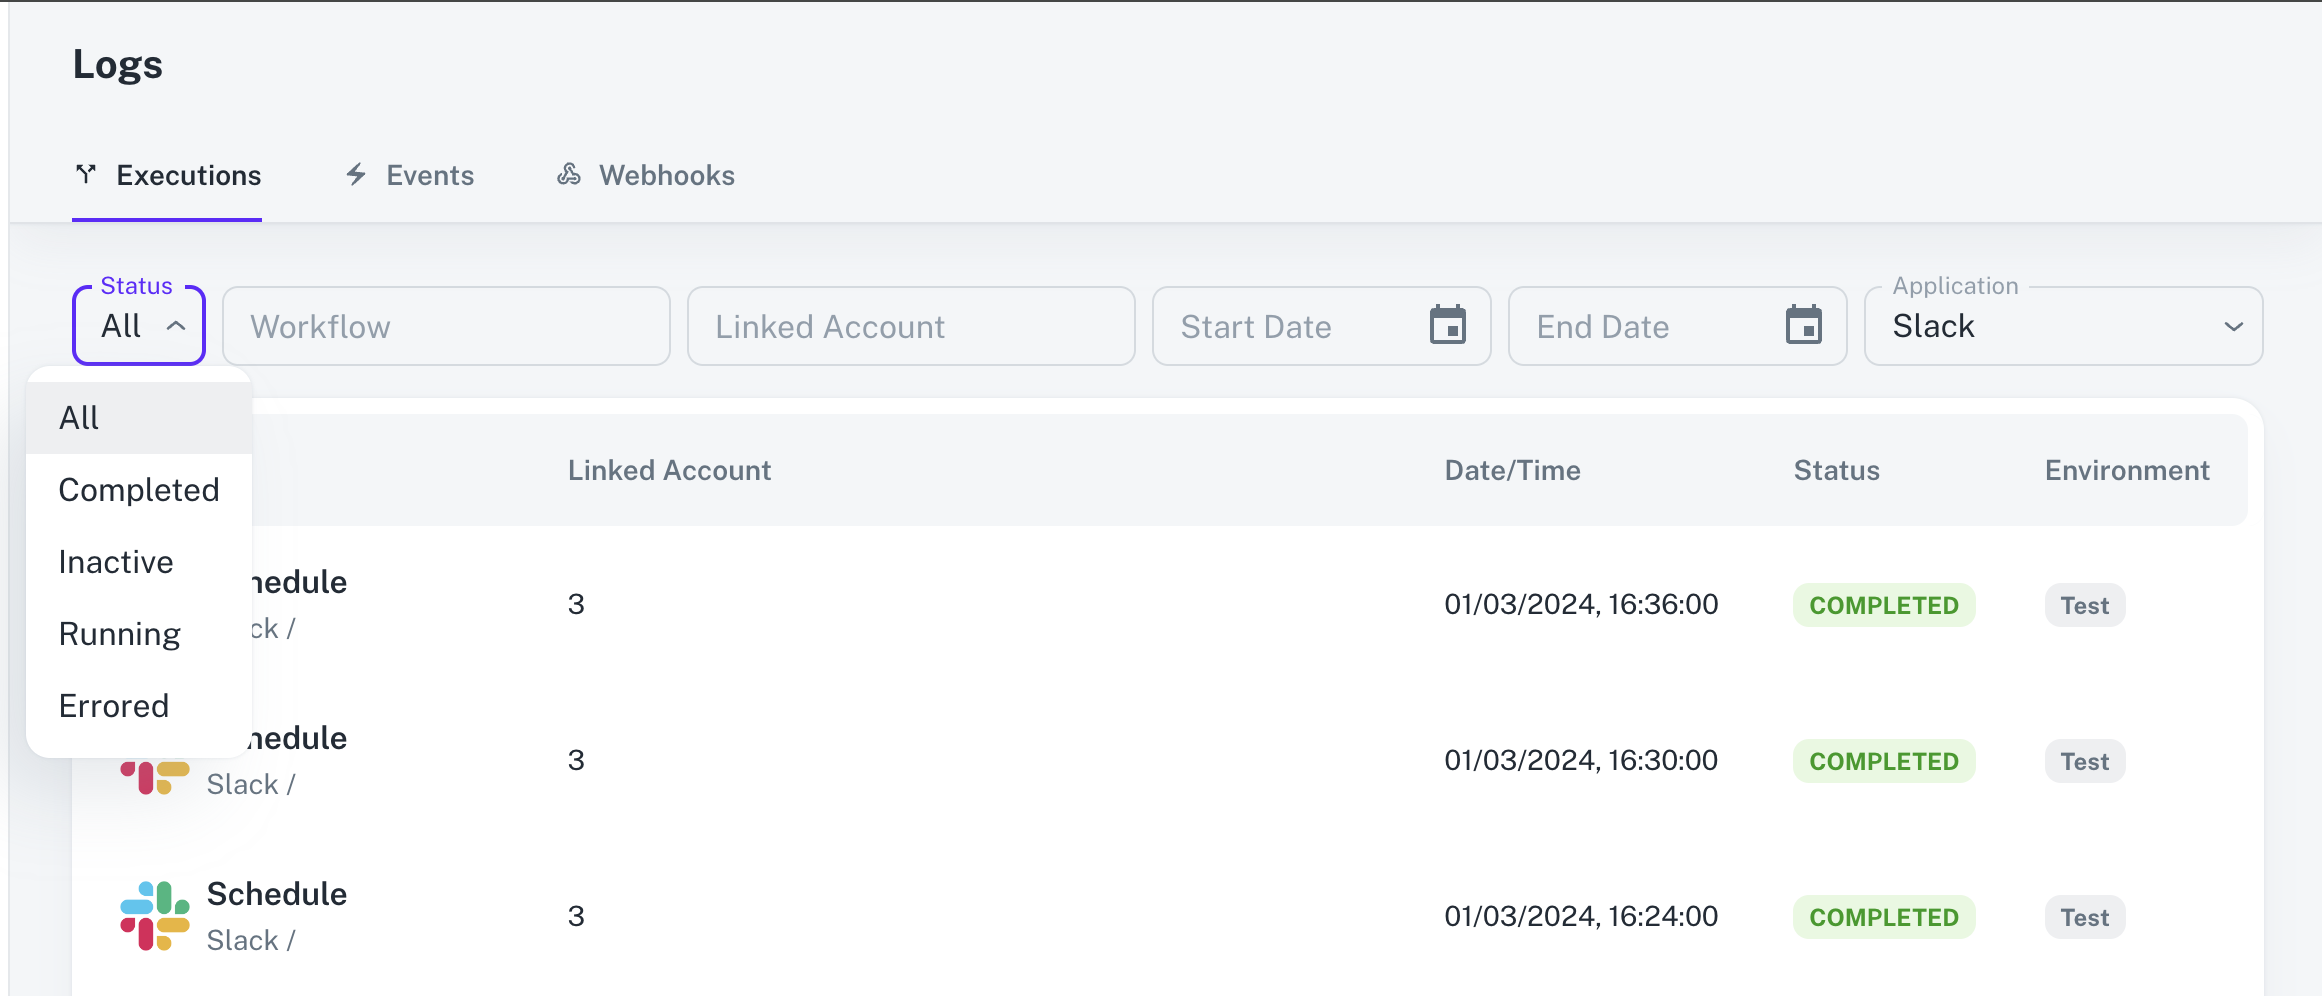 Logs
Executions Events Webhooks
Status Application
All Workflow Linked Account Start Date End Date Slack
All
Linked Account Date/Time Status Environment
Completed
Inactive
hedule
3 01/03/2024, 16:36:00 COMPLETED Test
ck /
Running
Errored
hedule
3 01/03/2024, 16:30:00 COMPLETED Test
Slack /
Schedule
3 01/03/2024, 16:24:00 COMPLETED Test
Slack /